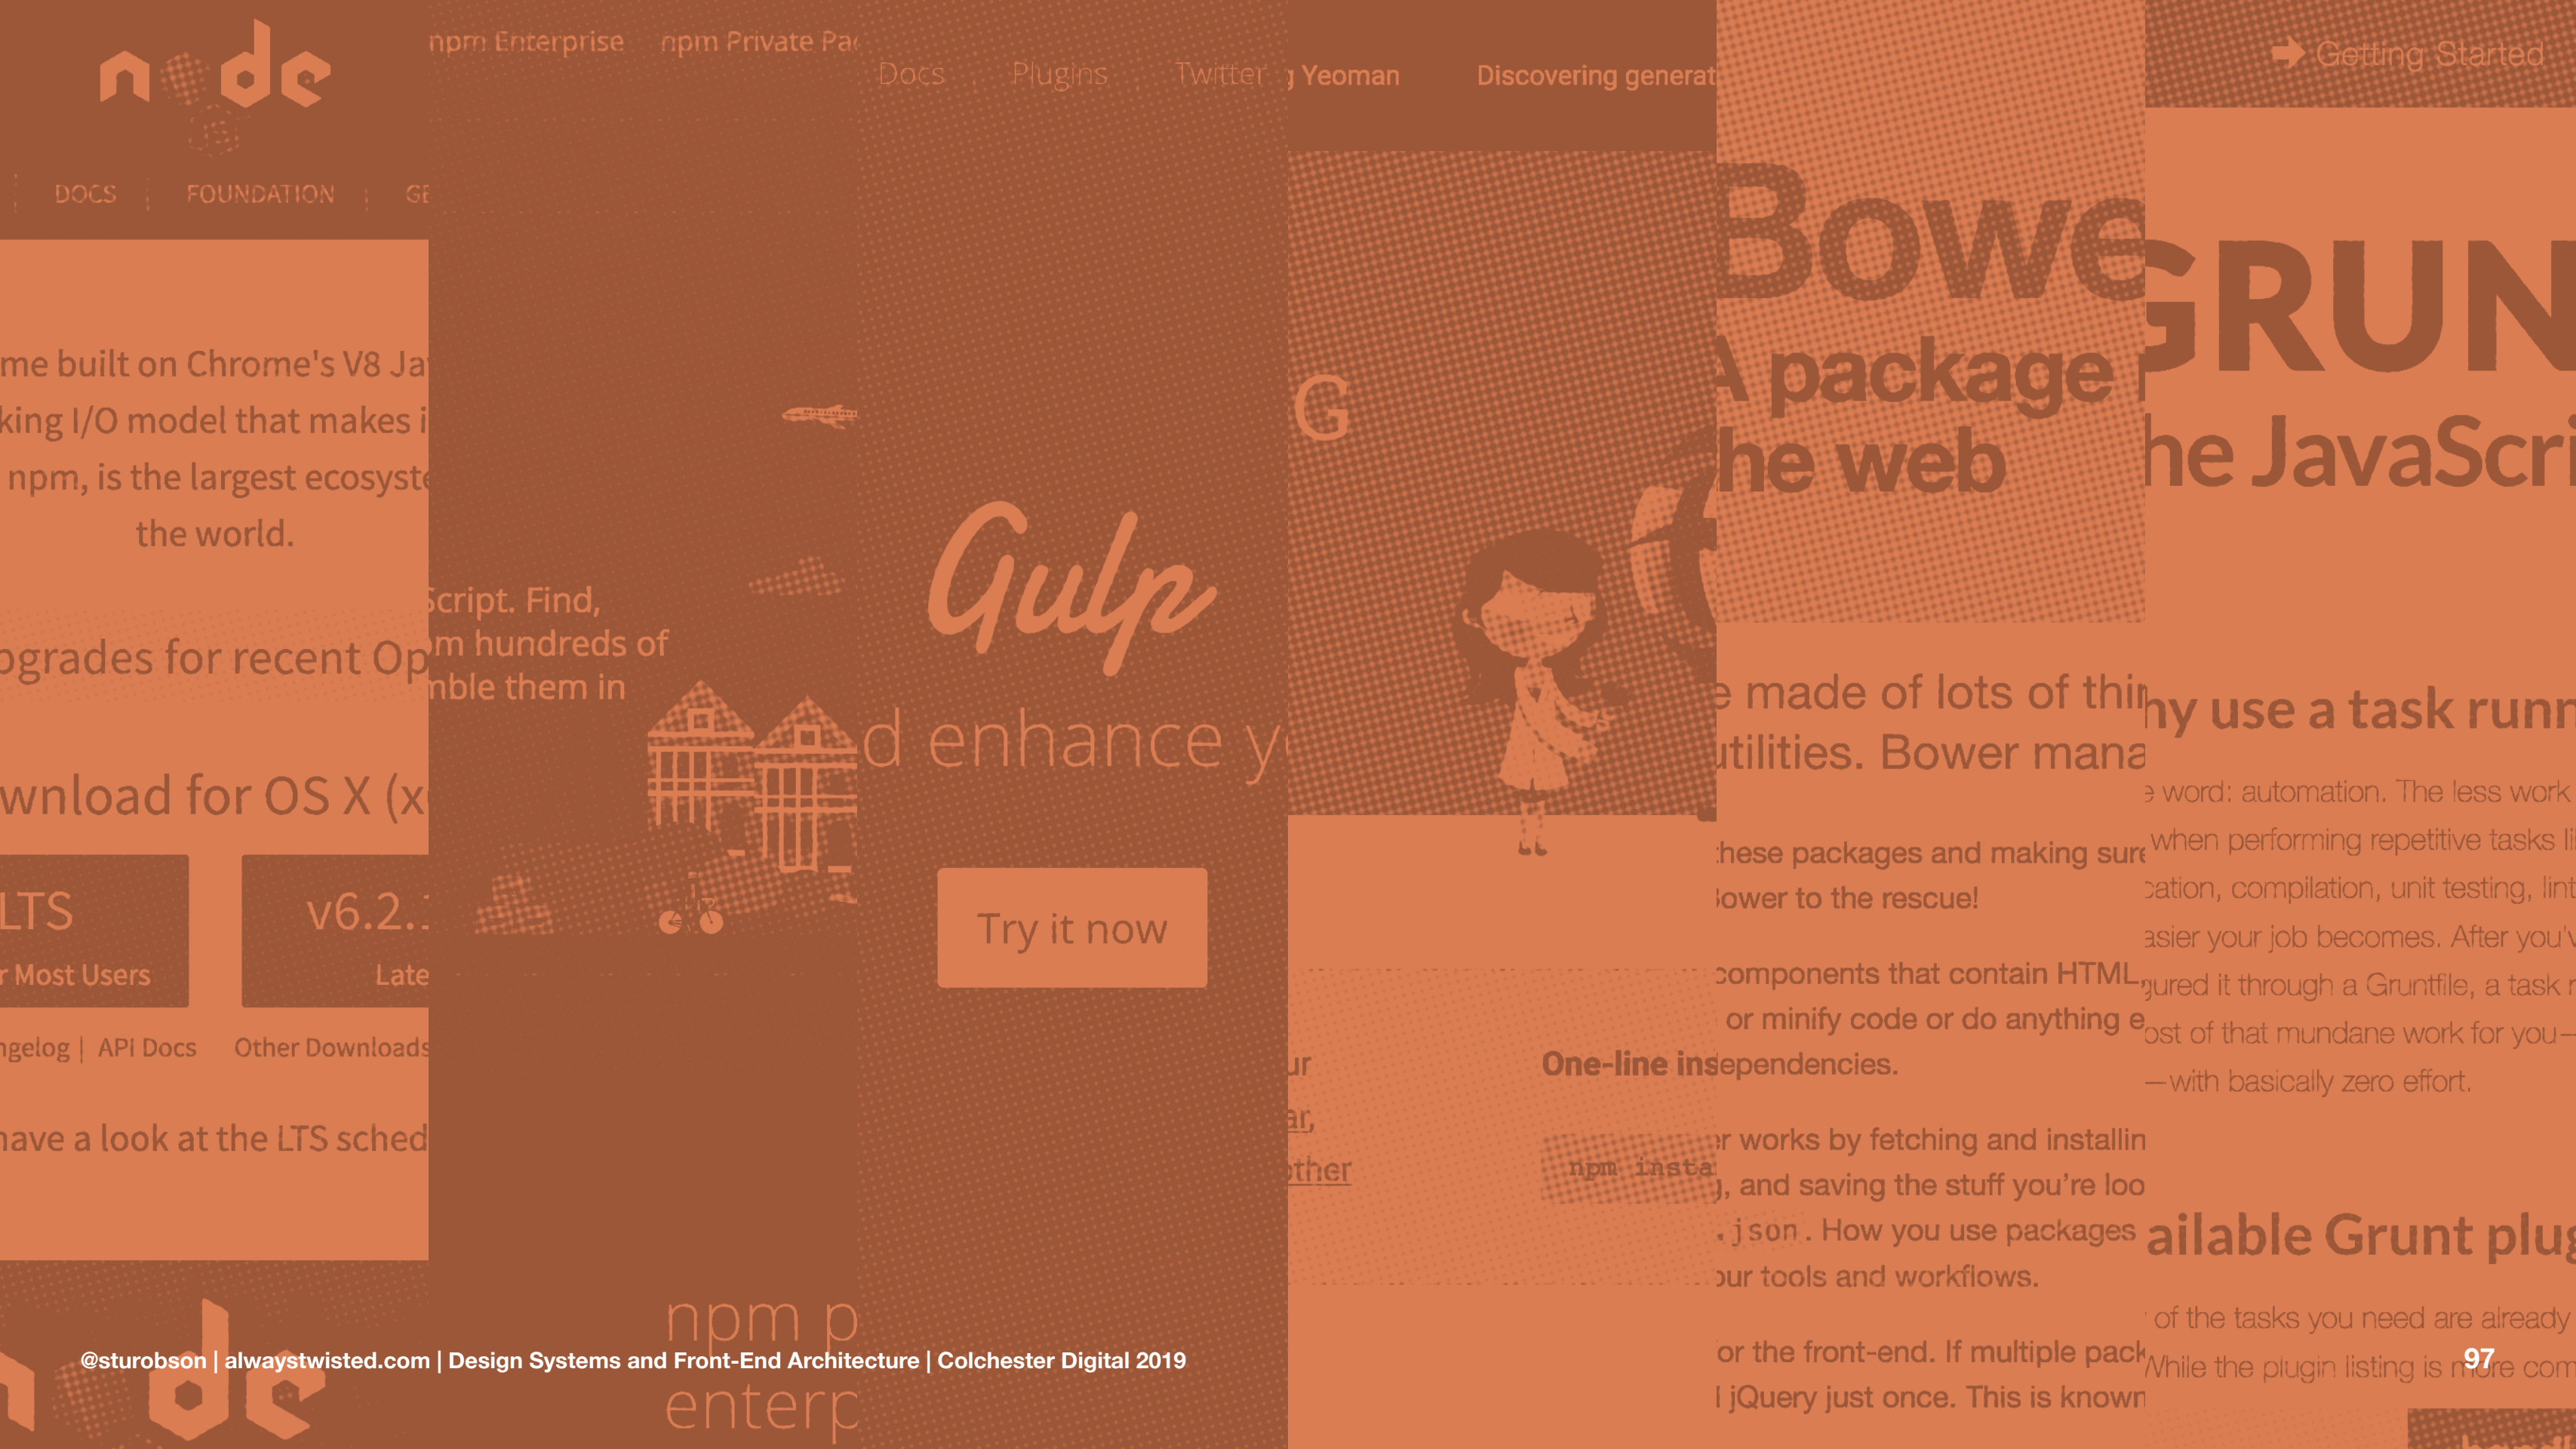 node
DOCS
FOUNDATION
GE
me built on Chrome's V8 Ja
king I/O model that makes i
npm, is the largest ecosyste
the world.
pgrades for recent Op
wnload for OS X (x
LTS
v6.2.1
r Most Users
Late
ngelog | API Docs
Other Downloads
have a look at the LTS sched
node
npm Enterprise
npm Private Pa
Script. Find,
om hundreds of
mble them in
npm p
enterp
Docs
Plugins
Twitter
Gulp
d enhance y
Try it now
g Yeoman
Discovering generat
G
ur
One-line ins
ar,
other
npm insta
Bowe
A package
he web
e made of lots of thin
utilities. Bower mana
these packages and making sure
Bower to the rescue!
components that contain HTML,
or minify code or do anything e
ependencies.
er works by fetching and installin
g, and saving the stuff you’re loo
.json. How you use packages
our tools and workflows.
or the front-end. If multiple pack
jQuery just once. This is known
Getting Started
GRUN
he JavaScri
hy use a task runn
e word: automation. The less work
when performing repetitive tasks li
cation, compilation, unit testing, lint
asier your job becomes. After you'v
gured it through a Gruntfile, a task r
ost of that mundane work for you—
—with basically zero effort.
ailable Grunt plug
of the tasks you need are already
While the plugin listing is more com
@sturobson | alwaystwisted.com | Design Systems and Front-End Architecture | Colchester Digital 2019
97